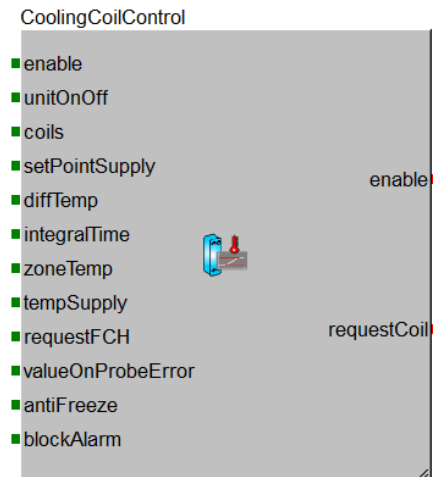 CoolingCoilControl
enable
unitOnOff
coils
setPointSupply
enable
diffTemp
integralTime
zoneTemp
tempSupply
requestFCH
requestCoil
valueOnProbeError
antiFreeze
blockAlarm